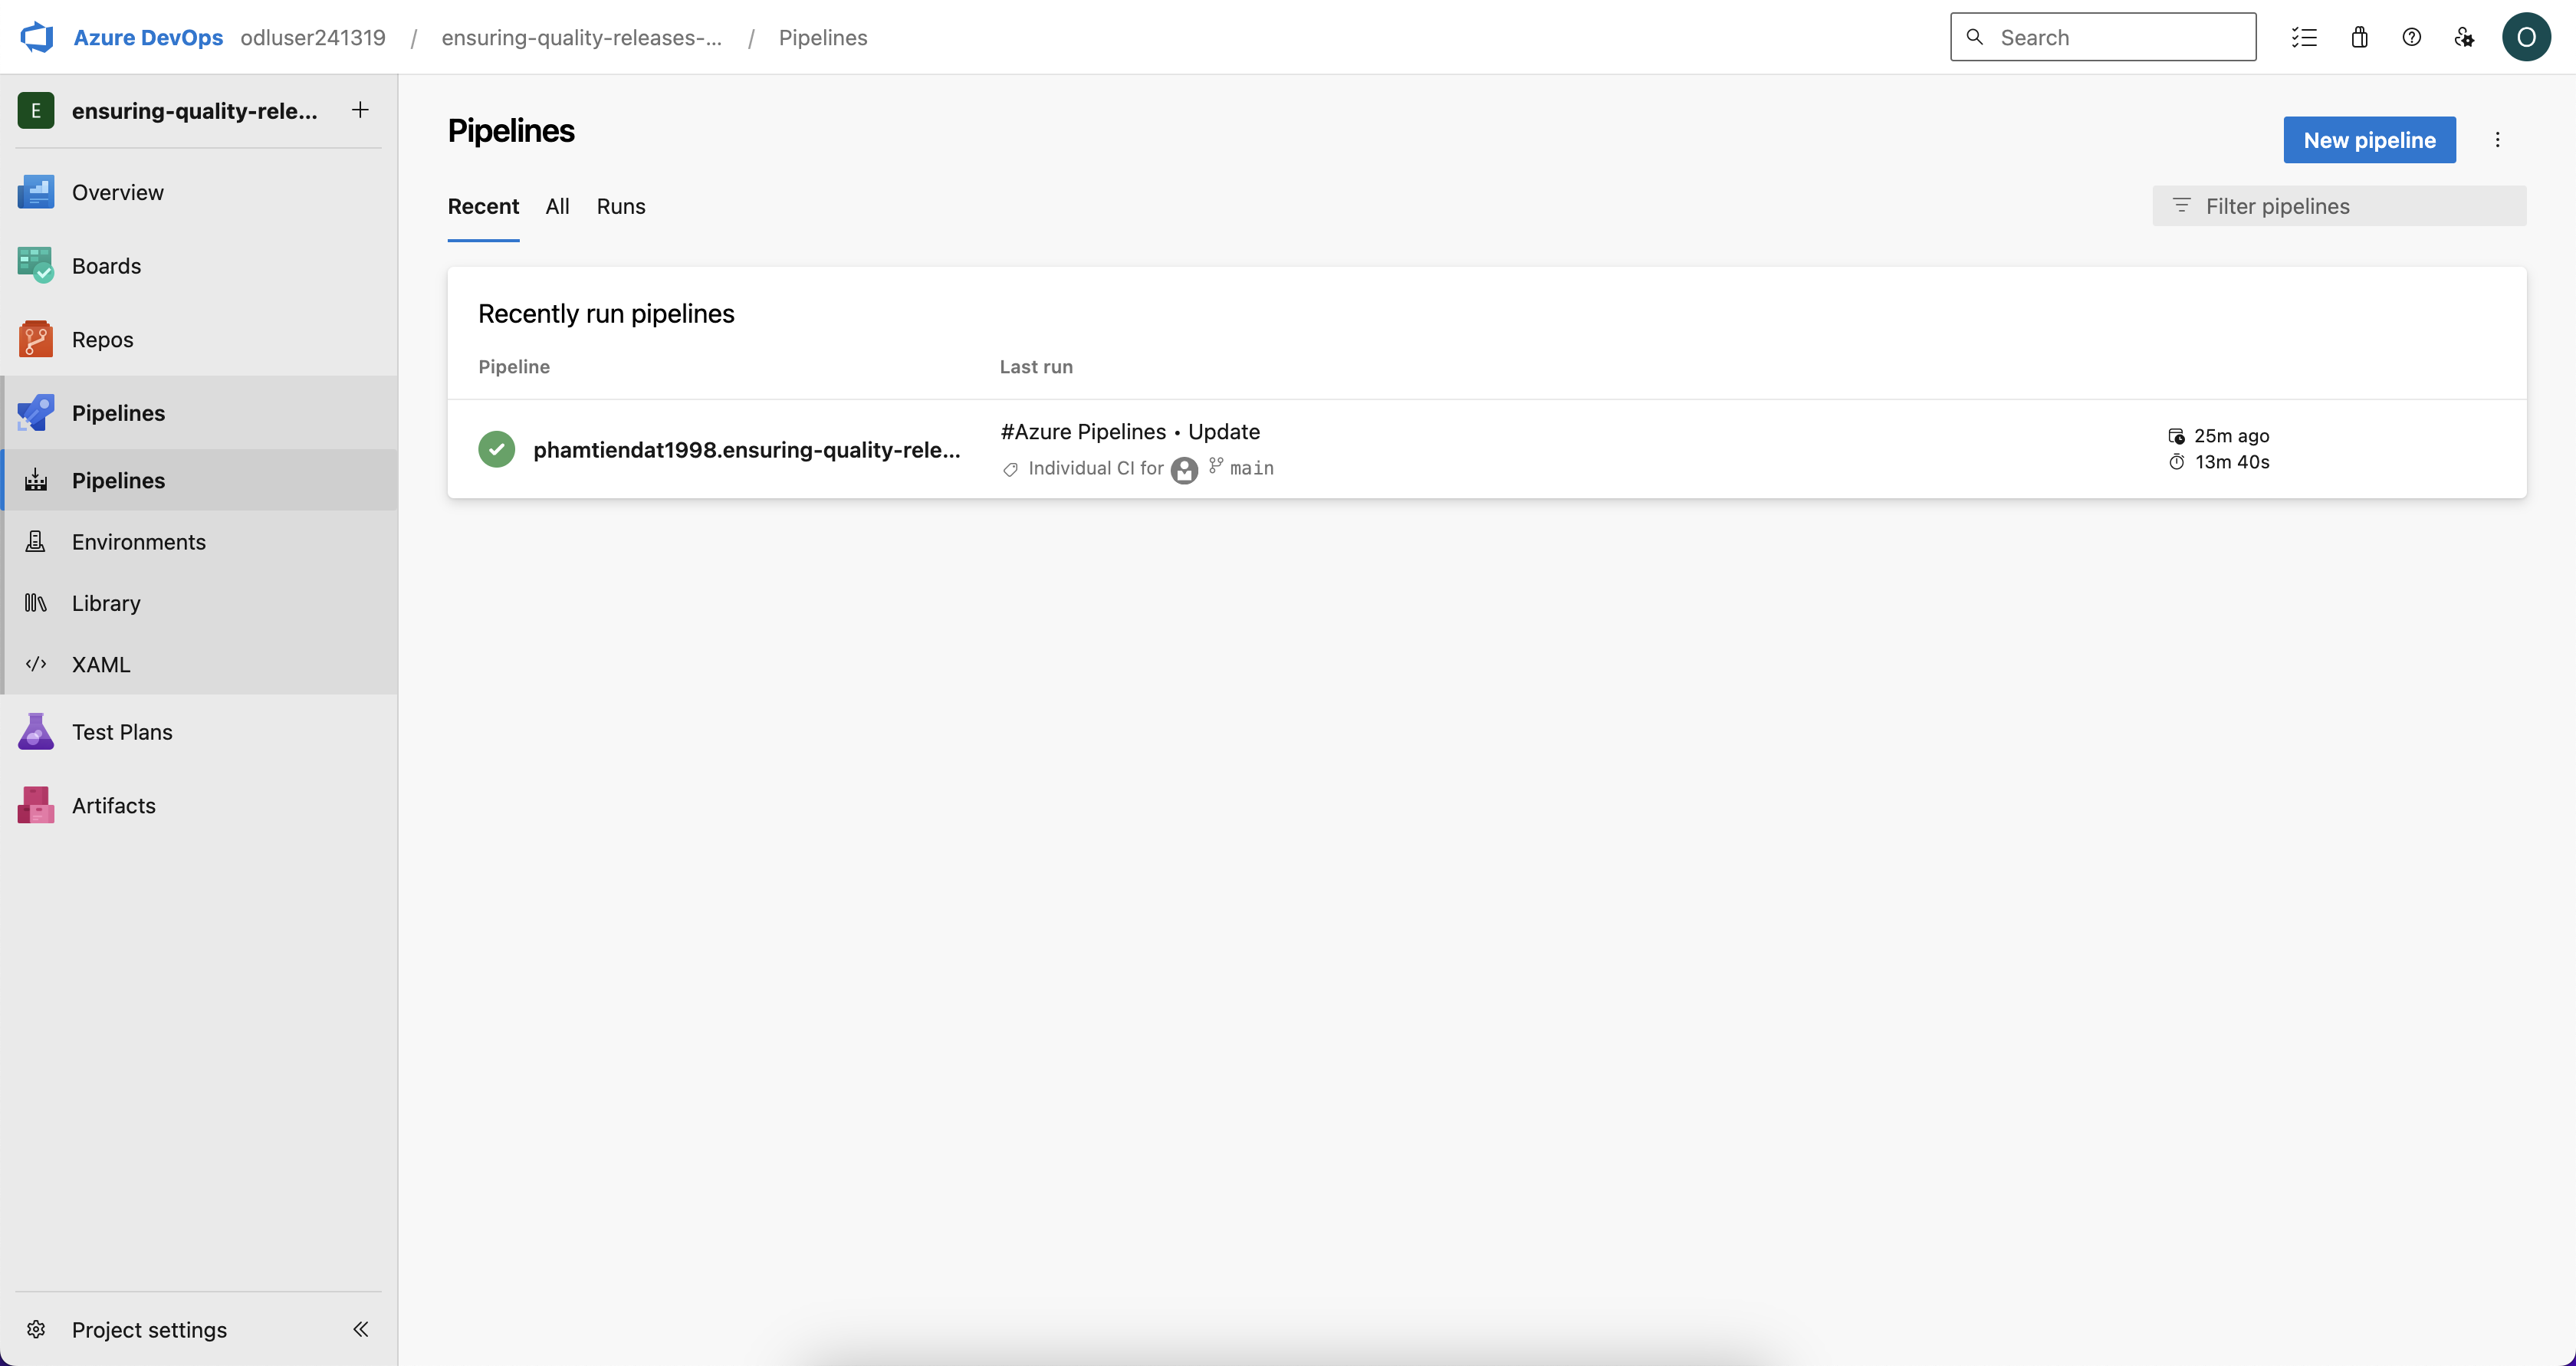 Azure DevOps odluser241319 / ensuring-quality-releases-... / Pipelines
Search
O
E ensuring-quality-rele...
Overview
Boards
Repos
Pipelines
Pipelines
Environments
Library
XAML
Test Plans
Artifacts
Project settings
Pipelines
New pipeline
Recent All Runs
Filter pipelines
Recently run pipelines
Pipeline Last run
phamtiendat1998.ensuring-quality-rele...
#Azure Pipelines • Update
Individual CI for main
25m ago
13m 40s